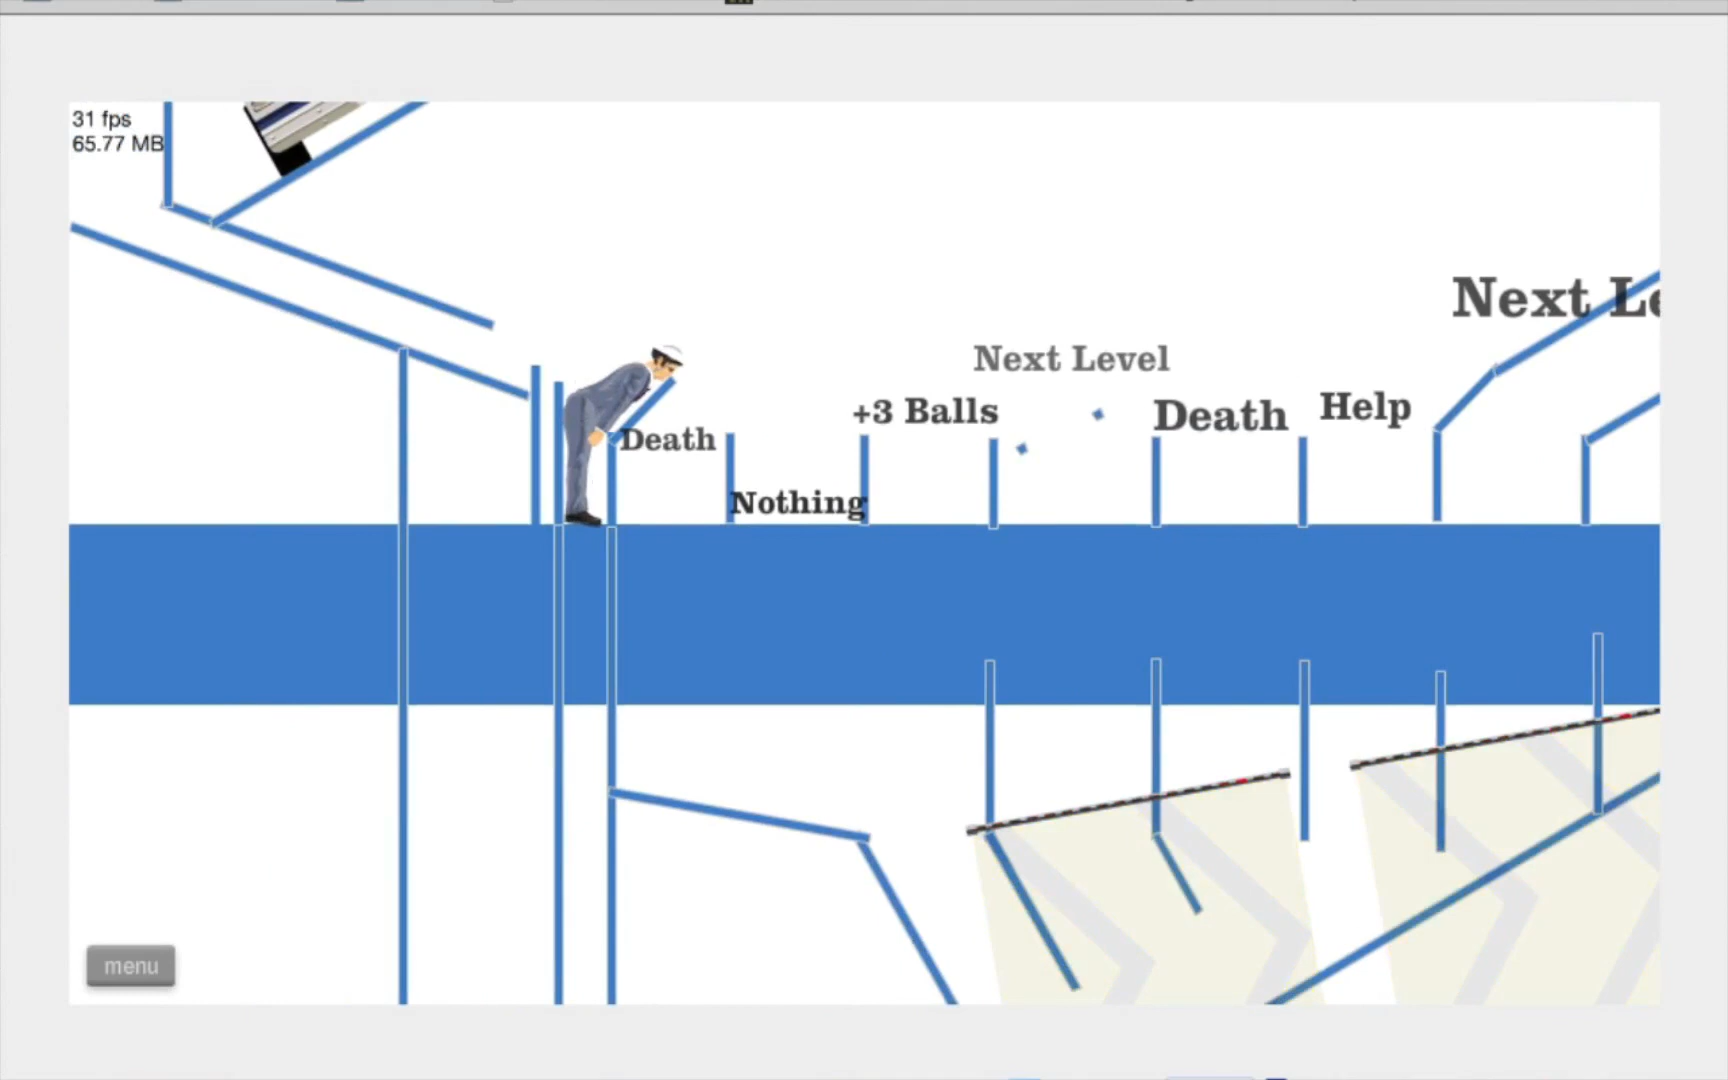 31 fps
65.77 MB
Next Le
Next Level
+3 Balls
Death
Help
Death
Nothing
menu